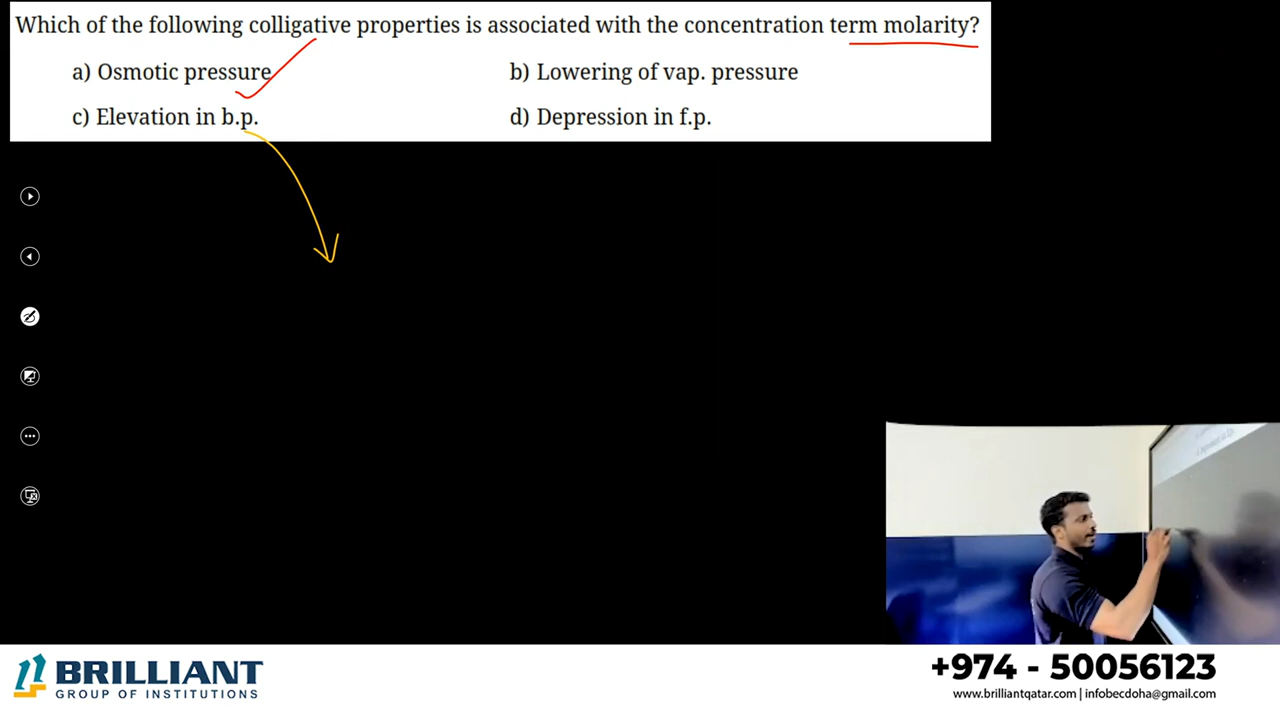 Which of the following colligative properties is associated with the concentration term molarity?
a) Osmotic pressure
b) Lowering of vap. pressure
c) Elevation in b.p.
d) Depression in f.p.
BRILLIANT
GROUP OF INSTITUTIONS
+974 - 50056123
www.brilliantqatar.com | infobecdoha@gmail.com